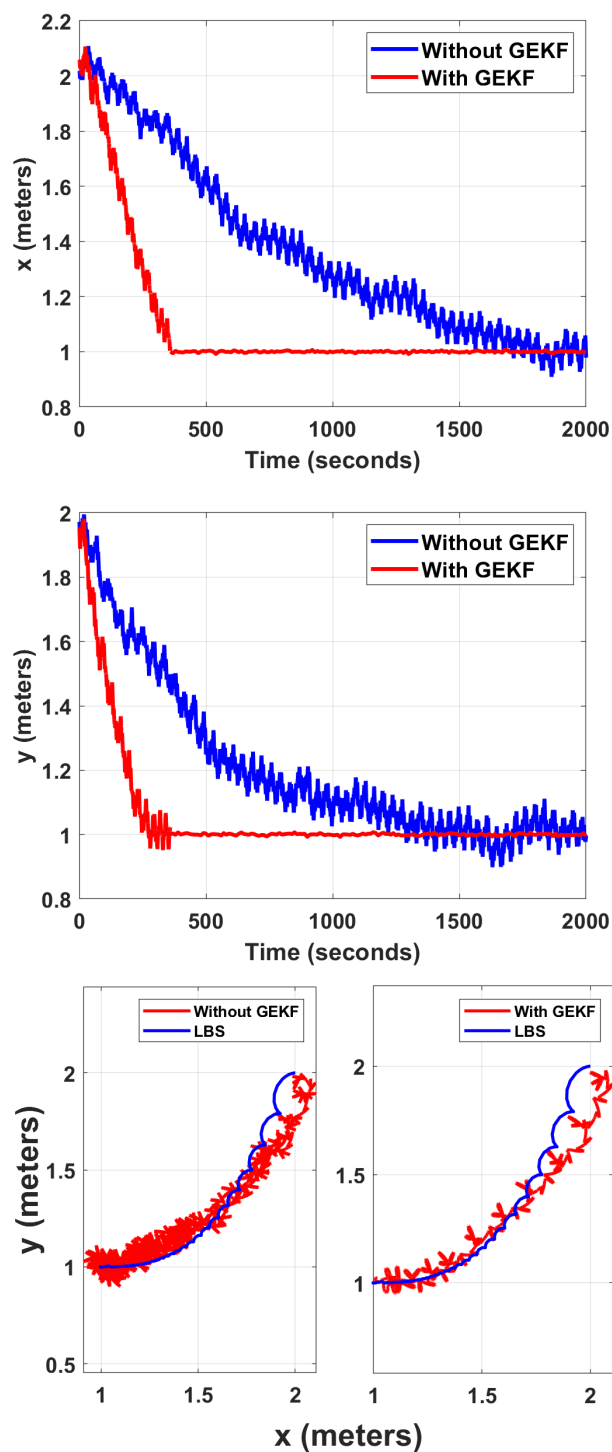 2.2
2
1.8
1.6
1.4
1.2
1
0.8
x (meters)
Without GEKF
With GEKF
0 500 1000 1500 2000
Time (seconds)
2
1.8
1.6
1.4
1.2
1
0.8
y (meters)
Without GEKF
With GEKF
0 500 1000 1500 2000
Time (seconds)
2
1.5
1
0.5
y (meters)
Without GEKF
LBS
1 1.5 2
2
1.5
1
With GEKF
LBS
1 1.5 2
x (meters)